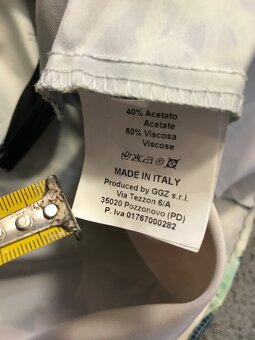 40% Acetato
Acetate
60% Viscosa
Viscose
MADE IN ITALY
Produced by GGZ s.r.l.
Via Tezzon 6/A
35020 Pozzonovo (PD)
P. Iva 01767000282